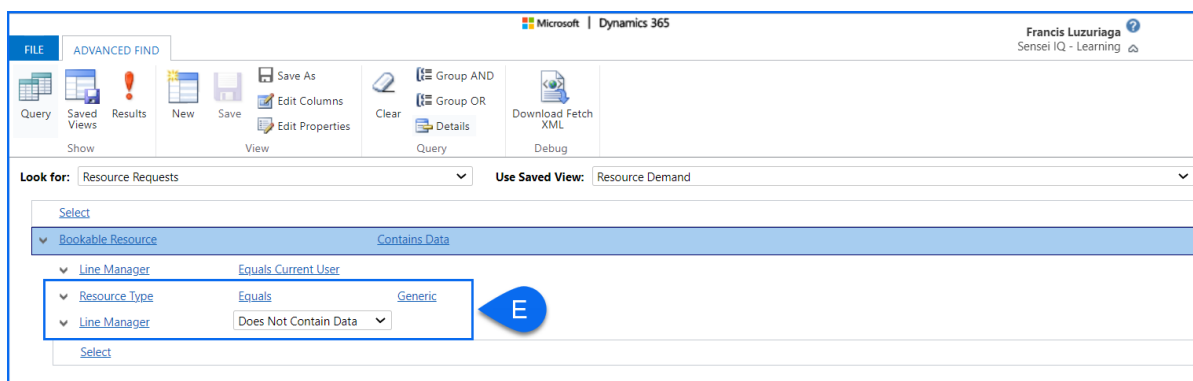 Microsoft | Dynamics 365
Francis Luzuriaga
Sensei IQ - Learning
FILE ADVANCED FIND
Query Saved Views Results New Save Save As Edit Columns Edit Properties Clear Group AND Group OR Details Download Fetch XML
Show View Query Debug
Look for: Resource Requests Use Saved View: Resource Demand
Select
Bookable Resource Contains Data
Line Manager Equals Current User
Resource Type Equals Generic
Line Manager Does Not Contain Data
E
Select